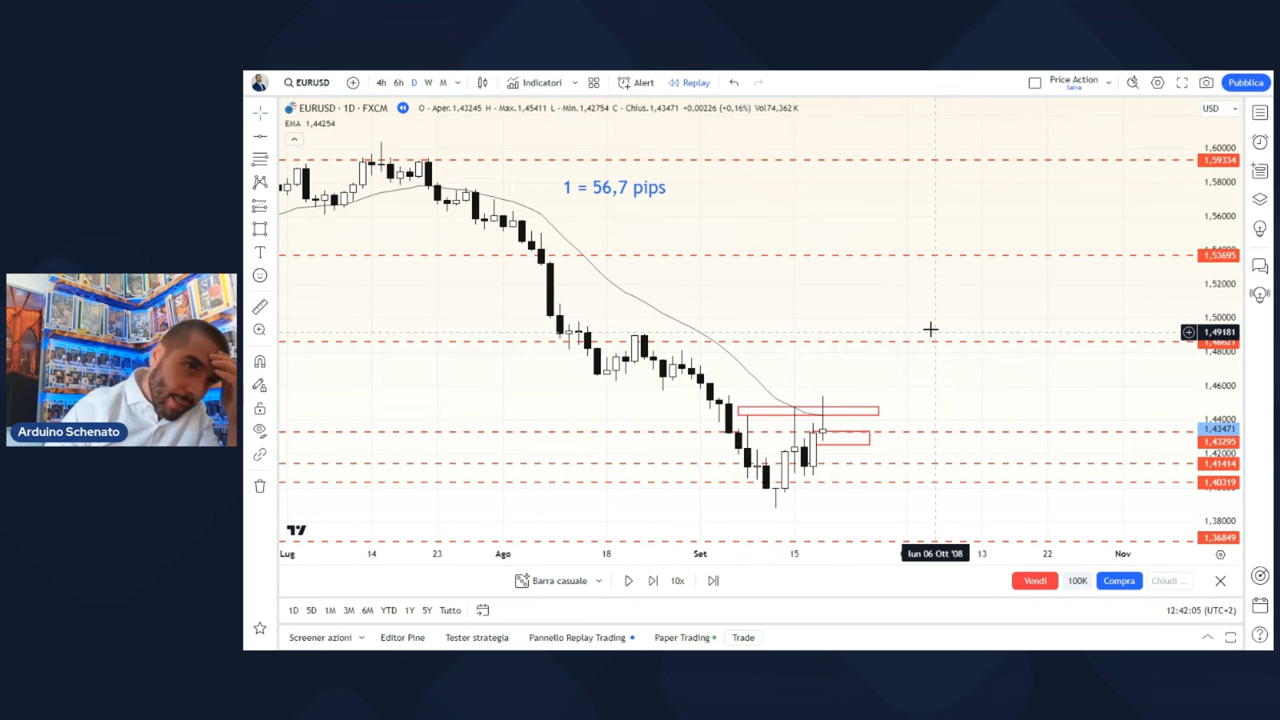 EURUSD
4h 6h D W M
Indicatori
Alert
Replay
Price Action
Salva
Pubblica
EURUSD · 1D · FXCM
O - Aper.1,43245 H - Max.1,45411 L - Min.1,42754 C - Chius.1,43471 +0,00226 (+0,16%) Vol74,362 K
USD
EMA 1,44254
1 = 56,7 pips
1,60000
1,59334
1,58000
1,56000
1,53695
1,52000
1,50000
1,49181
1,48000
1,46000
1,44000
1,43471
1,43295
1,42000
1,41414
1,40319
1,38000
1,36849
Arduino Schenato
Lug 14 23 Ago 18 Set 15 lun 06 Ott '08 13 22 Nov
Barra casuale
10x
Vendi 100K Compra Chiudi ...
1D 5D 1M 3M 6M YTD 1Y 5Y Tutto
12:42:05 (UTC+2)
Screener azioni Editor Pine Tester strategia Pannello Replay Trading Paper Trading Trade